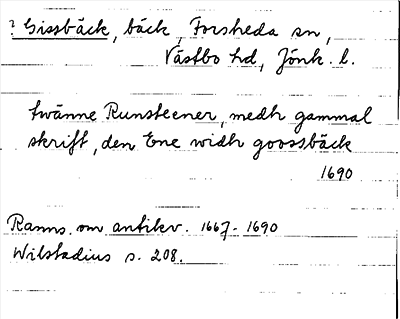 ? Gissbäck, bäck, Forsheda sn,
Västbo hd, Jönk. l.
twänne Runsteener, medh gammal
skrift, den Ene widh goossbäck
1690
Ranns. om antikv. 1667-1690
Wilstadius s. 208.